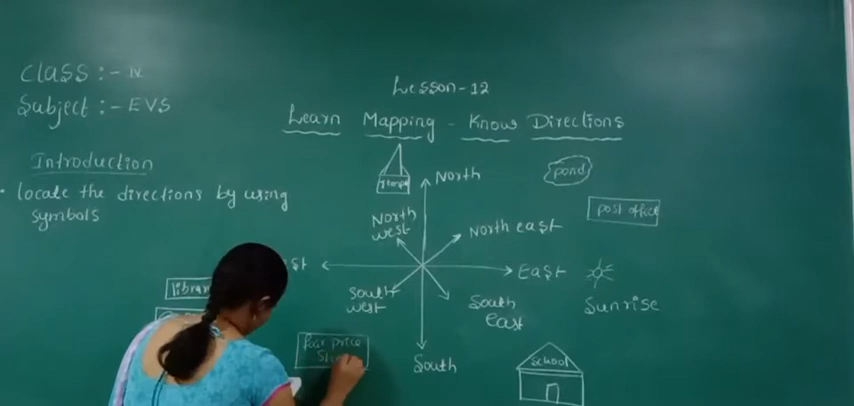 Class :- IV
Subject :- EVS
Lesson-12
Learn Mapping - Know Directions
Introduction
• locate the directions by using
symbols
North
pond
post office
North
west
North east
East
Sunrise
South
west
South
East
fair price
School
South